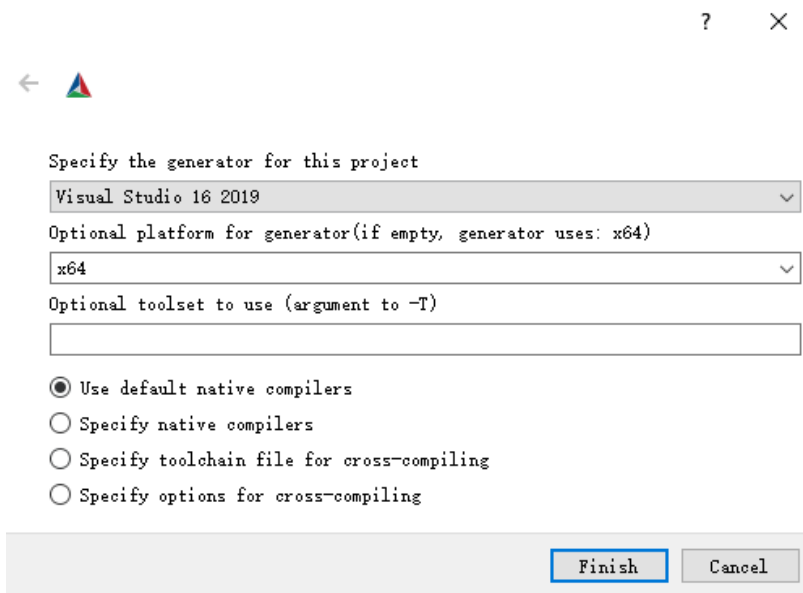 ?
Specify the generator for this project
Visual Studio 16 2019
Optional platform for generator(if empty, generator uses: x64)
x64
Optional toolset to use (argument to -T)
Use default native compilers
Specify native compilers
Specify toolchain file for cross-compiling
Specify options for cross-compiling
Finish Cancel